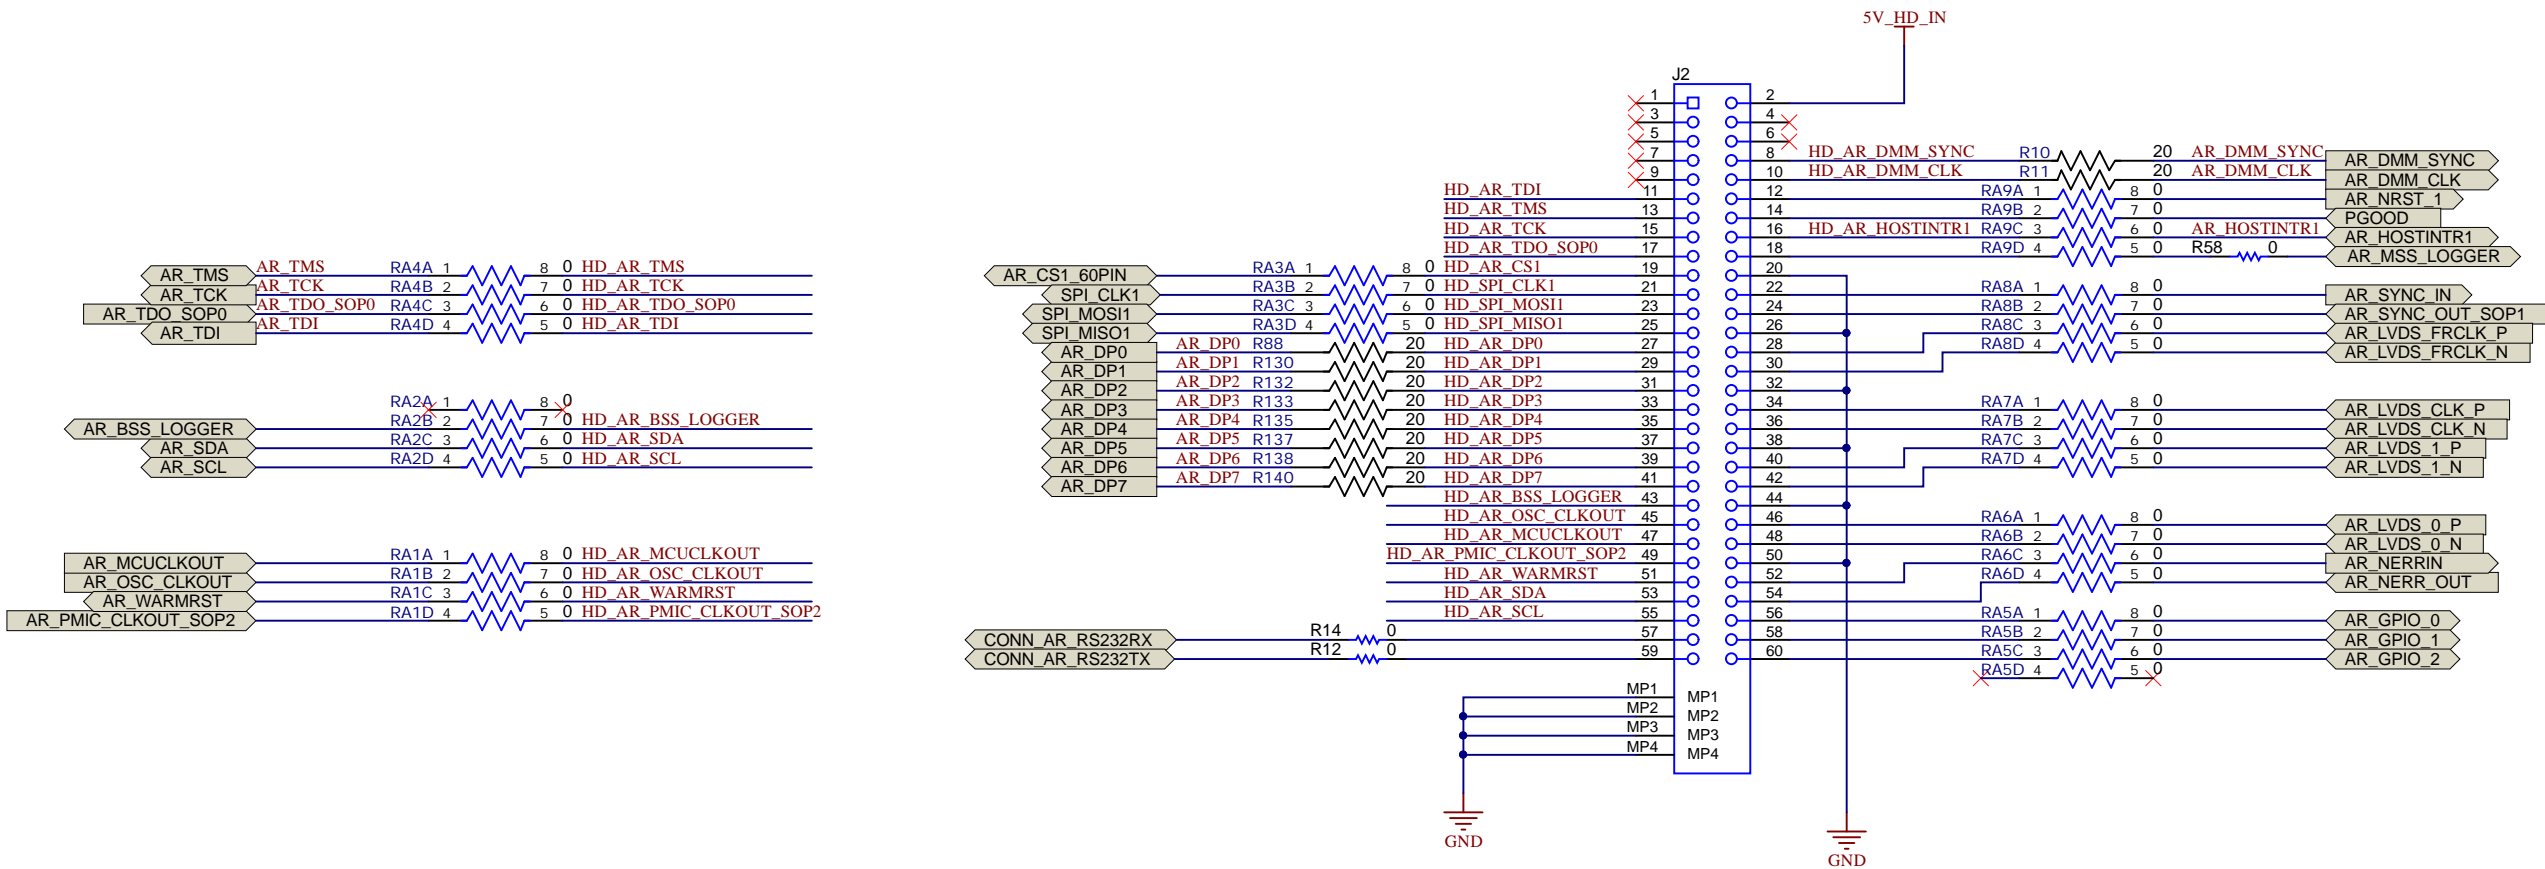 5V_HD_IN
J2
1 2
3 4
5 6
7 8 HD_AR_DMM_SYNC R10 20 AR_DMM_SYNC AR_DMM_SYNC
9 10 HD_AR_DMM_CLK R11 20 AR_DMM_CLK AR_DMM_CLK
HD_AR_TDI 11 12 RA9A 1 8 0 AR_NRST_1
HD_AR_TMS 13 14 RA9B 2 7 0 PGOOD
HD_AR_TCK 15 16 HD_AR_HOSTINTR1 RA9C 3 6 0 AR_HOSTINTR1 AR_HOSTINTR1
HD_AR_TDO_SOP0 17 18 RA9D 4 5 0 R58 0 AR_MSS_LOGGER
AR_TMS AR_TMS RA4A 1 8 0 HD_AR_TMS AR_CS1_60PIN RA3A 1 8 0 HD_AR_CS1 19 20
AR_TCK AR_TCK RA4B 2 7 0 HD_AR_TCK SPI_CLK1 RA3B 2 7 0 HD_SPI_CLK1 21 22 RA8A 1 8 0 AR_SYNC_IN
AR_TDO_SOP0 AR_TDO_SOP0 RA4C 3 6 0 HD_AR_TDO_SOP0 SPI_MOSI1 RA3C 3 6 0 HD_SPI_MOSI1 23 24 RA8B 2 7 0 AR_SYNC_OUT_SOP1
AR_TDI AR_TDI RA4D 4 5 0 HD_AR_TDI SPI_MISO1 RA3D 4 5 0 HD_SPI_MISO1 25 26 RA8C 3 6 0 AR_LVDS_FRCLK_P
AR_DP0 AR_DP0 R88 20 HD_AR_DP0 27 28 RA8D 4 5 0 AR_LVDS_FRCLK_N
AR_DP1 AR_DP1 R130 20 HD_AR_DP1 29 30
AR_DP2 AR_DP2 R132 20 HD_AR_DP2 31 32
RA2A 1 8 0 AR_DP3 AR_DP3 R133 20 HD_AR_DP3 33 34 RA7A 1 8 0 AR_LVDS_CLK_P
AR_BSS_LOGGER RA2B 2 7 0 HD_AR_BSS_LOGGER AR_DP4 AR_DP4 R135 20 HD_AR_DP4 35 36 RA7B 2 7 0 AR_LVDS_CLK_N
AR_SDA RA2C 3 6 0 HD_AR_SDA AR_DP5 AR_DP5 R137 20 HD_AR_DP5 37 38 RA7C 3 6 0 AR_LVDS_1_P
AR_SCL RA2D 4 5 0 HD_AR_SCL AR_DP6 AR_DP6 R138 20 HD_AR_DP6 39 40 RA7D 4 5 0 AR_LVDS_1_N
AR_DP7 AR_DP7 R140 20 HD_AR_DP7 41 42
HD_AR_BSS_LOGGER 43 44
HD_AR_OSC_CLKOUT 45 46 RA6A 1 8 0 AR_LVDS_0_P
HD_AR_MCUCLKOUT 47 48 RA6B 2 7 0 AR_LVDS_0_N
AR_MCUCLKOUT RA1A 1 8 0 HD_AR_MCUCLKOUT HD_AR_PMIC_CLKOUT_SOP2 49 50 RA6C 3 6 0 AR_NERRIN
AR_OSC_CLKOUT RA1B 2 7 0 HD_AR_OSC_CLKOUT HD_AR_WARMRST 51 52 RA6D 4 5 0 AR_NERR_OUT
AR_WARMRST RA1C 3 6 0 HD_AR_WARMRST HD_AR_SDA 53 54
AR_PMIC_CLKOUT_SOP2 RA1D 4 5 0 HD_AR_PMIC_CLKOUT_SOP2 HD_AR_SCL 55 56 RA5A 1 8 0 AR_GPIO_0
CONN_AR_RS232RX R14 0 57 58 RA5B 2 7 0 AR_GPIO_1
CONN_AR_RS232TX R12 0 59 60 RA5C 3 6 0 AR_GPIO_2
RA5D 4 5 0
MP1 MP1
MP2 MP2
MP3 MP3
MP4 MP4
GND
GND